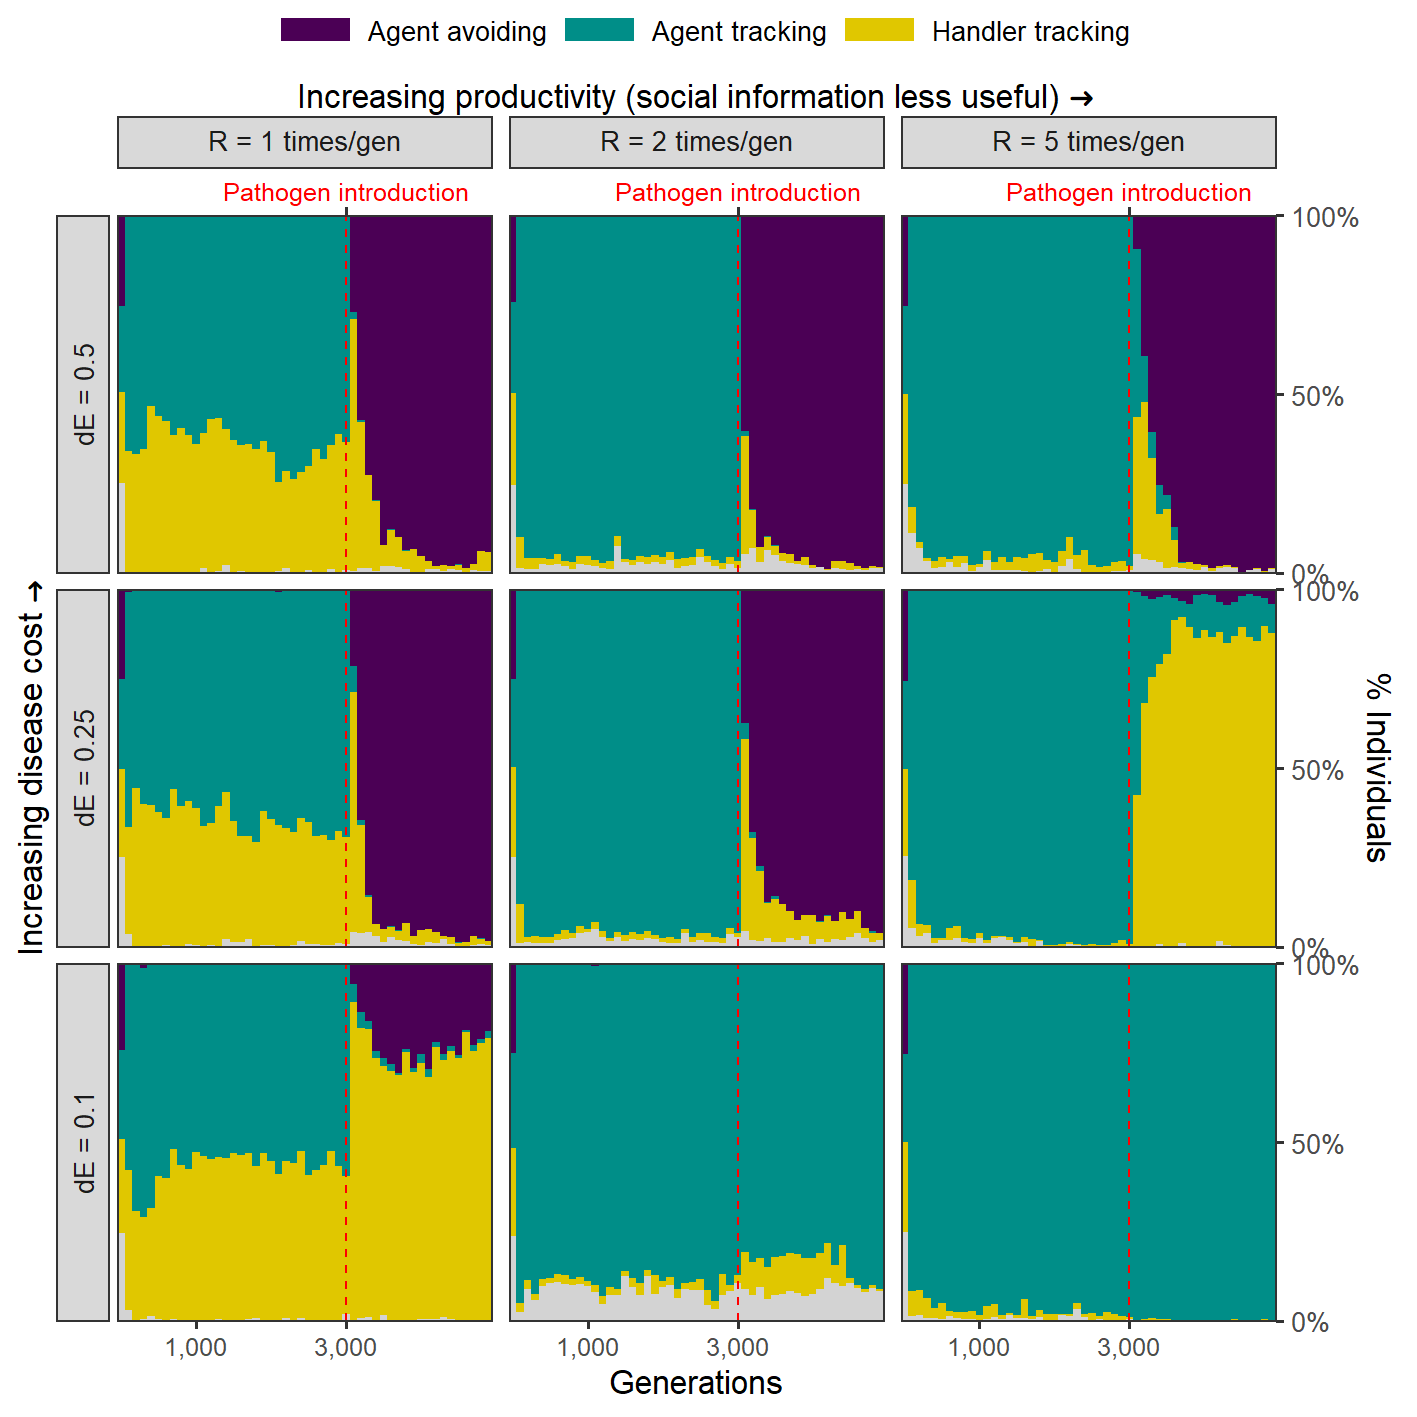 Agent avoiding Agent tracking Handler tracking
Increasing productivity (social information less useful) →
R = 1 times/gen R = 2 times/gen R = 5 times/gen
Pathogen introduction Pathogen introduction Pathogen introduction
100%
dE = 0.5
50%
0%
Increasing disease cost →
100%
dE = 0.25
50%
% Individuals
0%
100%
dE = 0.1
50%
0%
1,000 3,000 1,000 3,000 1,000 3,000
Generations